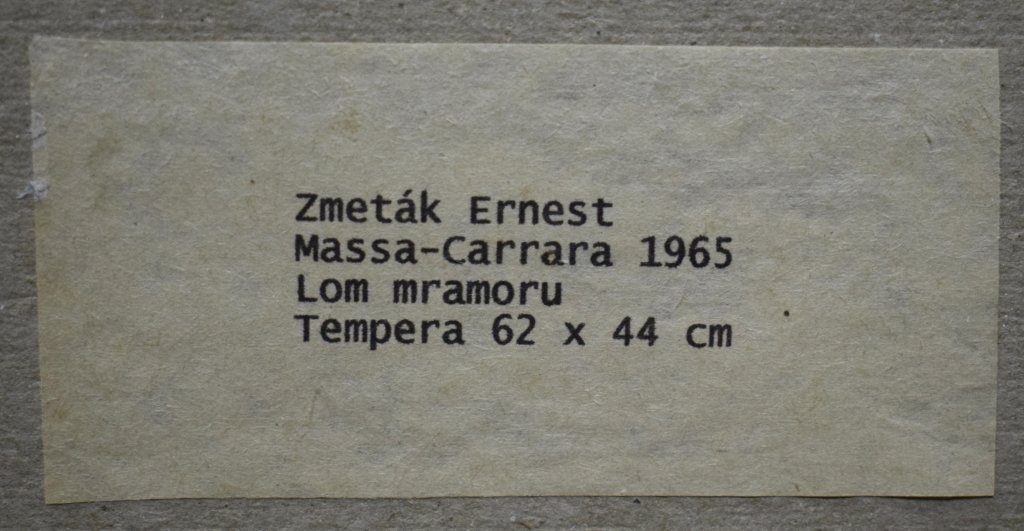 Zmeták Ernest
Massa-Carrara 1965
Lom mramoru
Tempera 62 x 44 cm